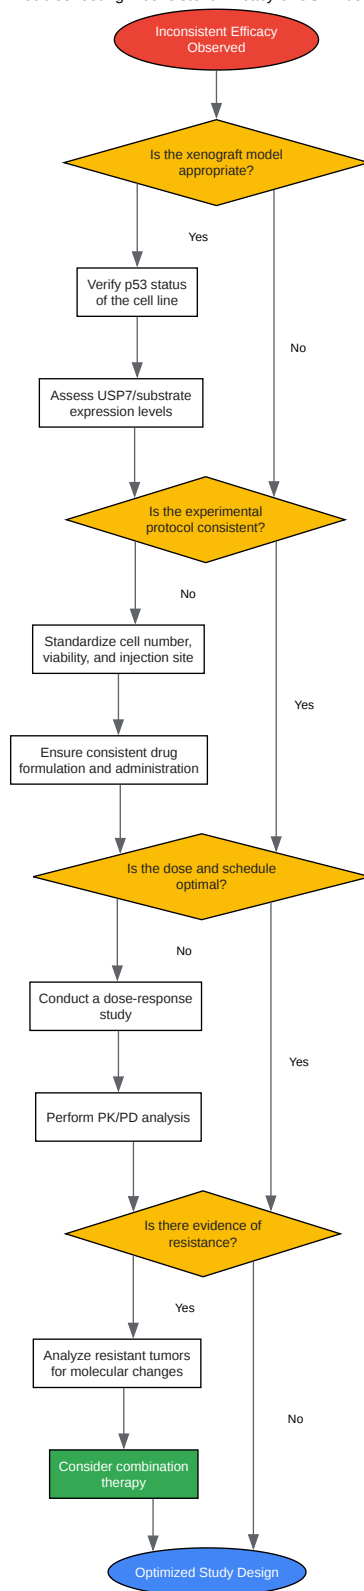 Inconsistent Efficacy
Observed
Is the xenograft model
appropriate?
Yes
Verify p53 status
of the cell line
No
Assess USP7/substrate
expression levels
Is the experimental
protocol consistent?
No
Standardize cell number,
viability, and injection site
Yes
Ensure consistent drug
formulation and administration
Is the dose and schedule
optimal?
No
Conduct a dose-response
study
Yes
Perform PK/PD analysis
Is there evidence of
resistance?
Yes
Analyze resistant tumors
for molecular changes
No
Consider combination
therapy
Optimized Study Design